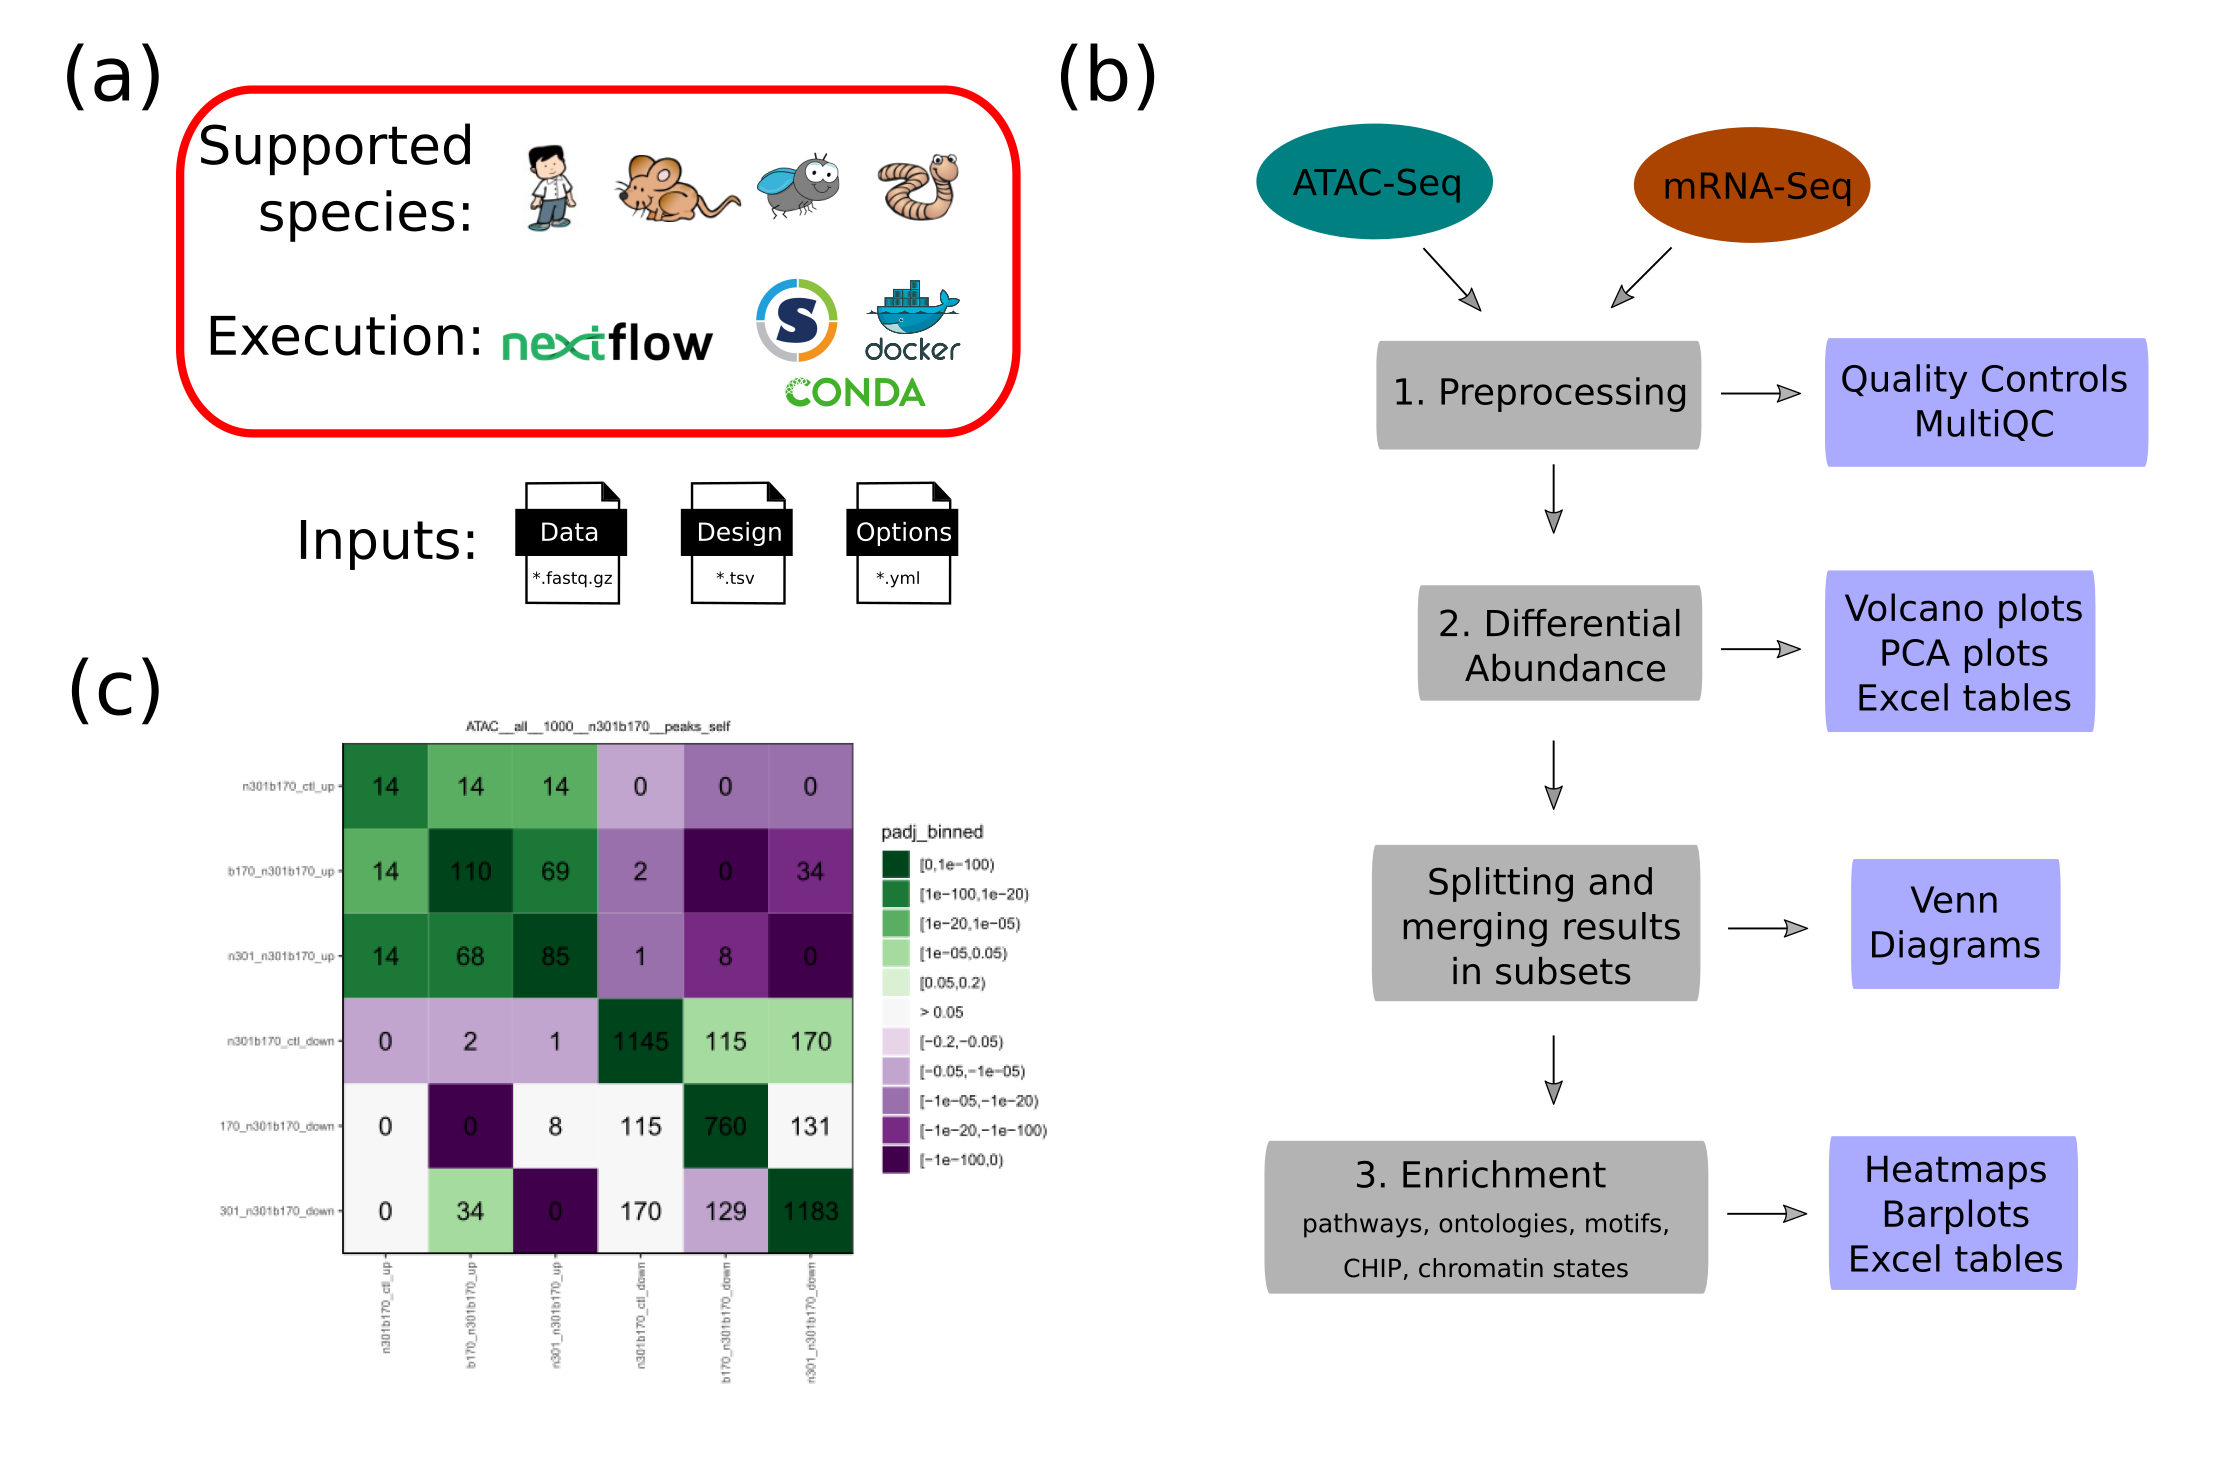 (a)
Supported
species:
Execution:
nextflow
S
docker
CONDA
Inputs:
Data
*.fastq.gz
Design
*.tsv
Options
*.yml
(b)
ATAC-Seq
mRNA-Seq
1. Preprocessing
Quality Controls
MultiQC
2. Differential
Abundance
Volcano plots
PCA plots
Excel tables
Splitting and
merging results
in subsets
Venn
Diagrams
3. Enrichment
pathways, ontologies, motifs,
CHIP, chromatin states
Heatmaps
Barplots
Excel tables
(c)
ATAC__all__1000__n301b170__peaks_self
n301b170_ctl_up 14 14 14 0 0 0
b170_n301b170_up 14 110 69 2 0 34
n301_n301b170_up 14 68 85 1 8 0
n301b170_ctl_down 0 2 1 1145 115 170
170_n301b170_down 0 0 8 115 760 131
301_n301b170_down 0 34 0 170 129 1183
n301b170_ctl_up
b170_n301b170_up
n301_n301b170_up
n301b170_ctl_down
b170_n301b170_down
n301_n301b170_down
padj_binned
[0,1e−100)
[1e−100,1e−20)
[1e−20,1e−05)
[1e−05,0.05)
[0.05,0.2)
> 0.05
[−0.2,−0.05)
[−0.05,−1e−05)
[−1e−05,−1e−20)
[−1e−20,−1e−100)
[−1e−100,0)